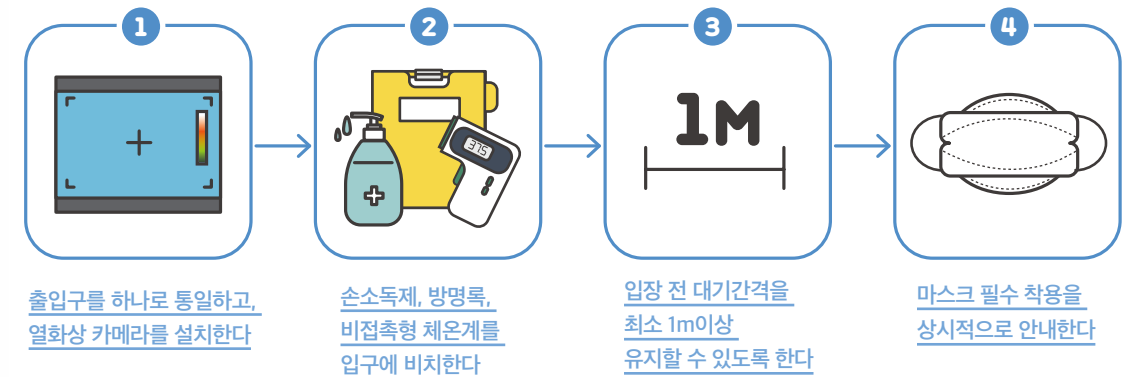 1
출입구를 하나로 통일하고,
열화상 카메라를 설치한다
2
37.5
손소독제, 방명록,
비접촉형 체온계를
입구에 비치한다
3
1M
입장 전 대기간격을
최소 1m이상
유지할 수 있도록 한다
4
마스크 필수 착용을
상시적으로 안내한다